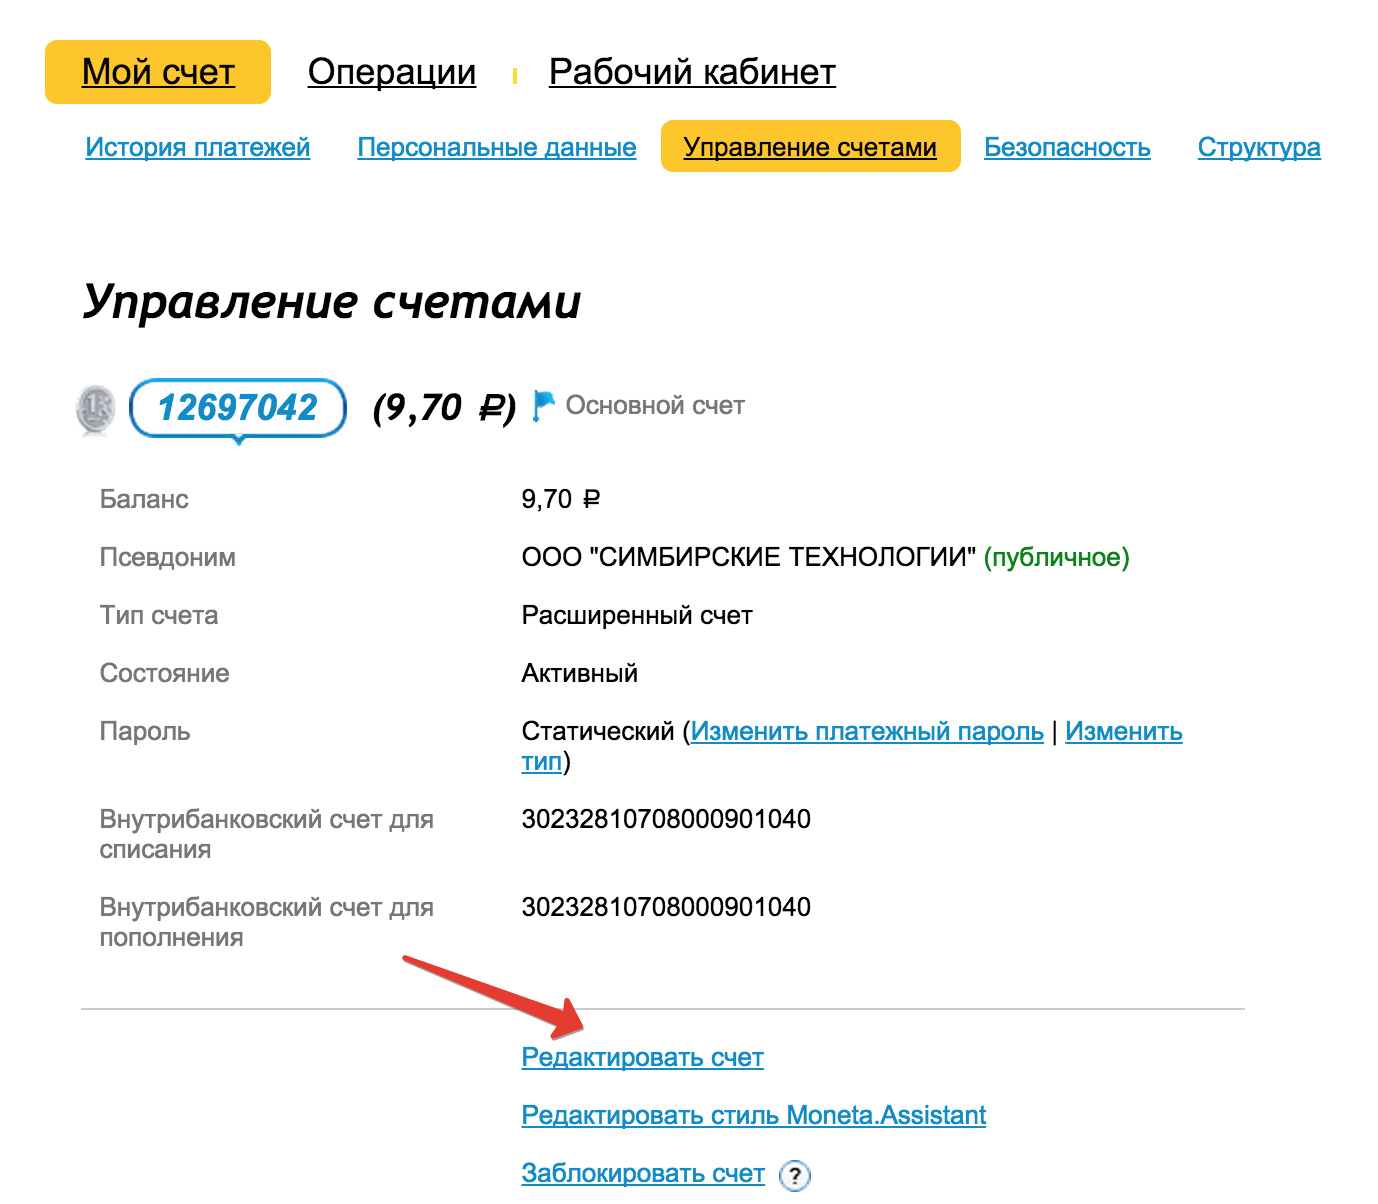 Мой счет Операции Рабочий кабинет
История платежей Персональные данные Управление счетами Безопасность Структура
Управление счетами
12697042 (9,70 ₽) Основной счет
Баланс 9,70 ₽
Псевдоним ООО "СИМБИРСКИЕ ТЕХНОЛОГИИ" (публичное)
Тип счета Расширенный счет
Состояние Активный
Пароль Статический (Изменить платежный пароль | Изменить
тип)
Внутрибанковский счет для 30232810708000901040
списания
Внутрибанковский счет для 30232810708000901040
пополнения
Редактировать счет
Редактировать стиль Moneta.Assistant
Заблокировать счет ?